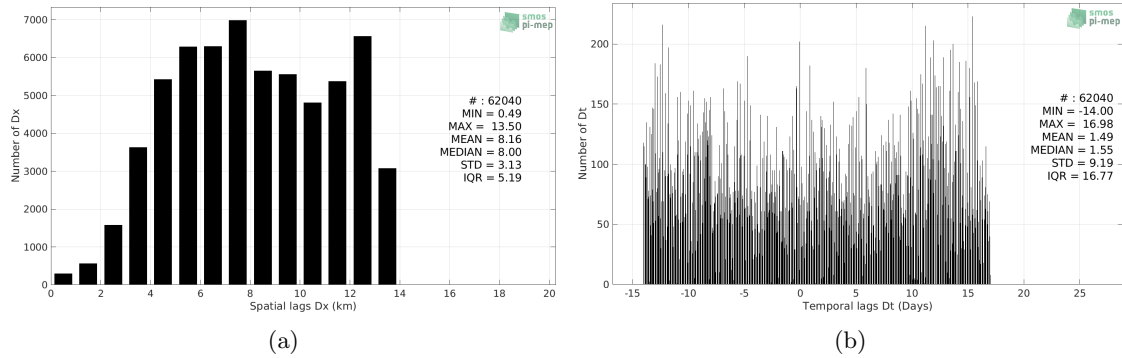 smos
pi-mep
7000
6000
5000
4000
3000
2000
1000
0
Number of Dx
# : 62040
MIN = 0.49
MAX = 13.50
MEAN = 8.16
MEDIAN = 8.00
STD = 3.13
IQR = 5.19
0 2 4 6 8 10 12 14 16 18 20
Spatial lags Dx (km)
(a)
smos
pi-mep
200
150
100
50
0
Number of Dt
# : 62040
MIN = -14.00
MAX = 16.98
MEAN = 1.49
MEDIAN = 1.55
STD = 9.19
IQR = 16.77
-15 -10 -5 0 5 10 15 20 25
Temporal lags Dt (Days)
(b)